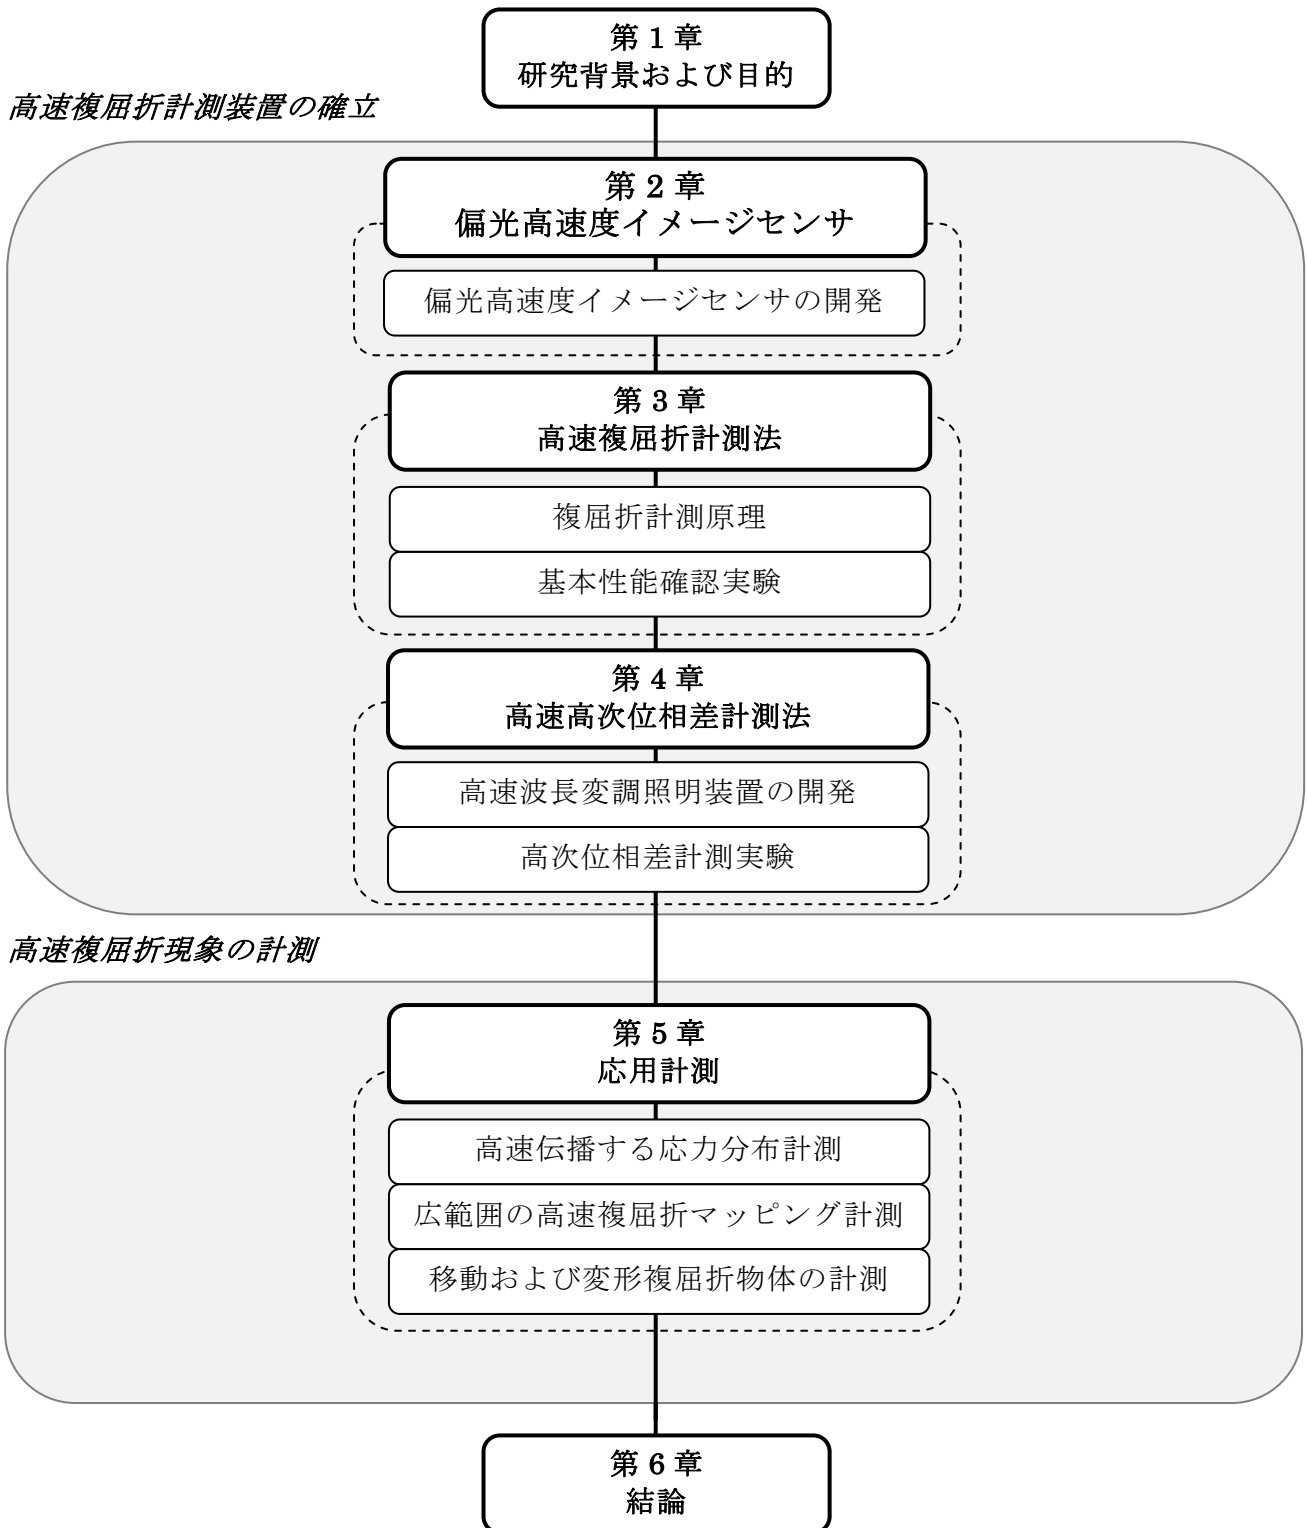 第 1 章
研究背景および目的
高速複屈折計測装置の確立
第 2 章
偏光高速度イメージセンサ
偏光高速度イメージセンサの開発
第 3 章
高速複屈折計測法
複屈折計測原理
基本性能確認実験
第 4 章
高速高次位相差計測法
高速波長変調照明装置の開発
高次位相差計測実験
高速複屈折現象の計測
第 5 章
応用計測
高速伝播する応力分布計測
広範囲の高速複屈折マッピング計測
移動および変形複屈折物体の計測
第 6 章
結論